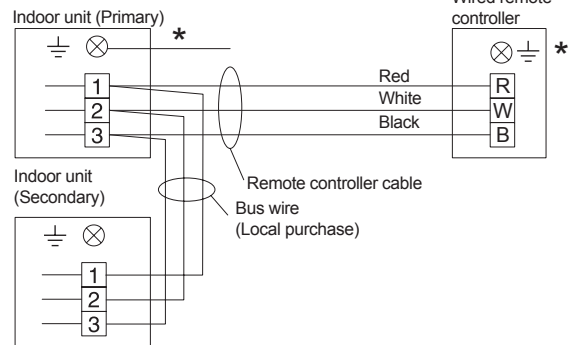 Wired remote
controller
Indoor unit (Primary)
*
*
1
2
3
Red
White
Black
R
W
B
Remote controller cable
Bus wire
(Local purchase)
Indoor unit
(Secondary)
1
2
3